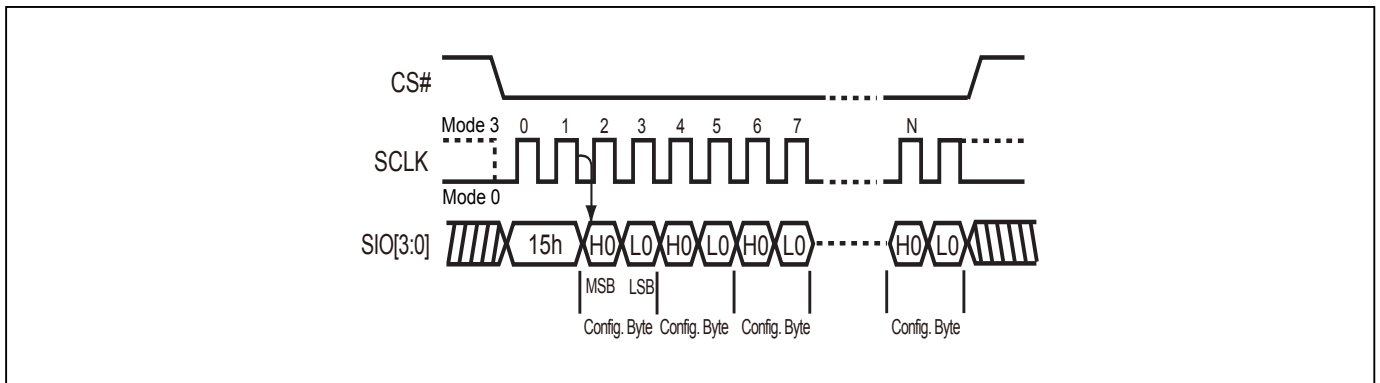 CS#
Mode 3 0 1 2 3 4 5 6 7 N
SCLK
Mode 0
SIO[3:0] 15h H0 L0 H0 L0 H0 L0 H0 L0
MSB LSB
Config. Byte Config. Byte Config. Byte Config. Byte